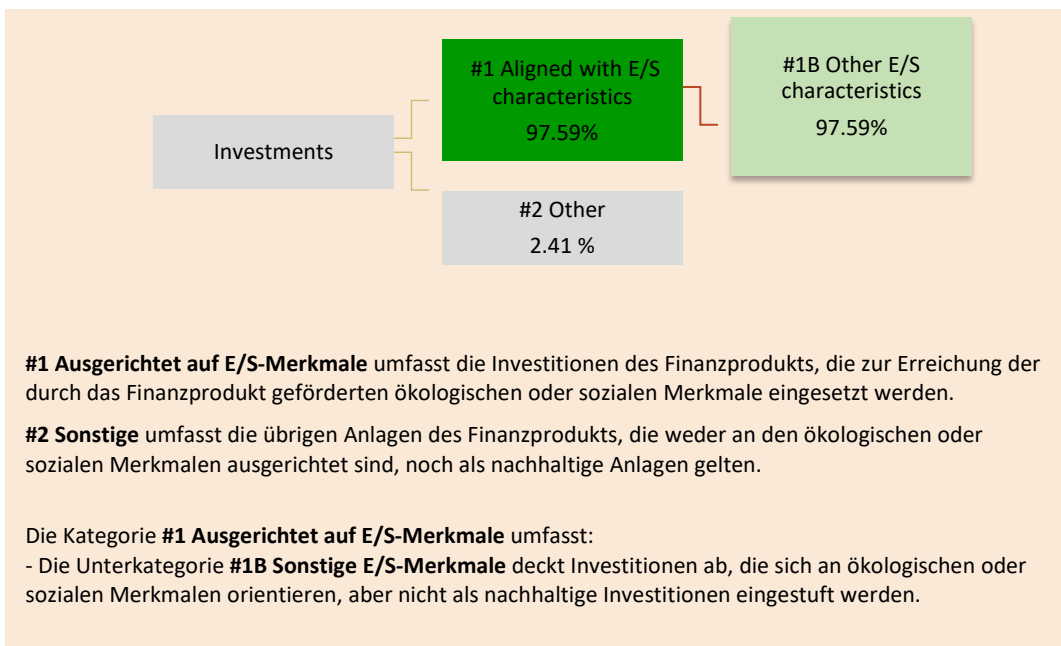 #1 Aligned with E/S
characteristics
97.59%
#1B Other E/S
characteristics
97.59%
Investments
#2 Other
2.41 %
#1 Ausgerichtet auf E/S-Merkmale umfasst die Investitionen des Finanzprodukts, die zur Erreichung der
durch das Finanzprodukt geförderten ökologischen oder sozialen Merkmale eingesetzt werden.
#2 Sonstige umfasst die übrigen Anlagen des Finanzprodukts, die weder an den ökologischen oder
sozialen Merkmalen ausgerichtet sind, noch als nachhaltige Anlagen gelten.
Die Kategorie #1 Ausgerichtet auf E/S-Merkmale umfasst:
- Die Unterkategorie #1B Sonstige E/S-Merkmale deckt Investitionen ab, die sich an ökologischen oder
sozialen Merkmalen orientieren, aber nicht als nachhaltige Investitionen eingestuft werden.